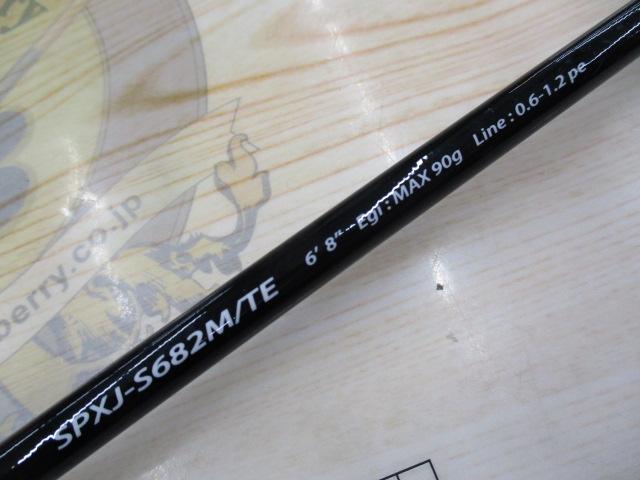 SPXJ-S682M/TE 6' 8" Egi : MAX 90g Line : 0.6-1.2 pe
berry.co.jp